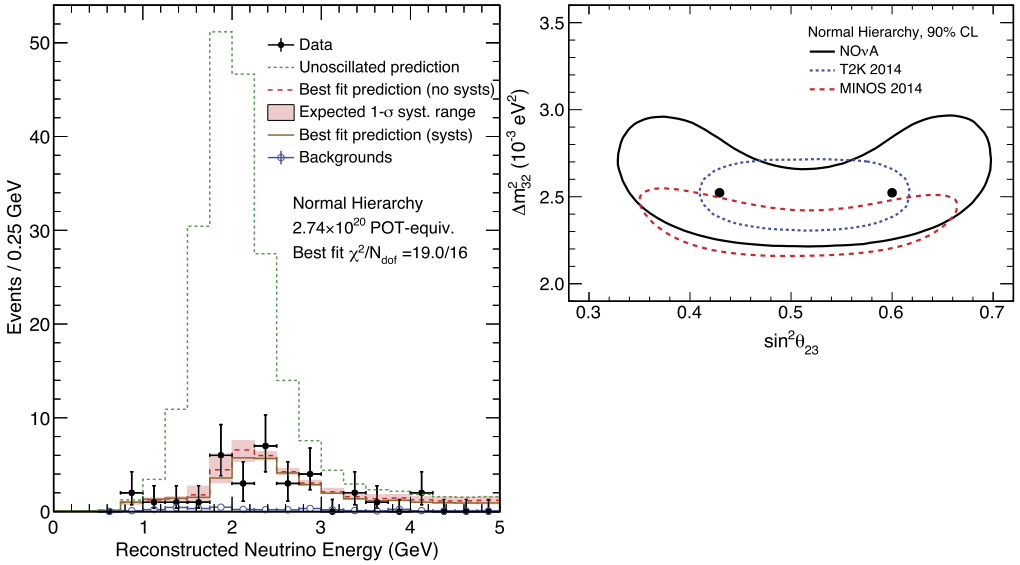 50
40
30
20
10
0
Events / 0.25 GeV
Data
Unoscillated prediction
Best fit prediction (no systs)
Expected 1-σ syst. range
Best fit prediction (systs)
Backgrounds
Normal Hierarchy
2.74×10²⁰ POT-equiv.
Best fit χ²/N_dof =19.0/16
0 1 2 3 4 5
Reconstructed Neutrino Energy (GeV)
3.5
3.0
2.5
2.0
Δm²₃₂ (10⁻³ eV²)
Normal Hierarchy, 90% CL
NOνA
T2K 2014
MINOS 2014
0.3 0.4 0.5 0.6 0.7
sin²θ₂₃